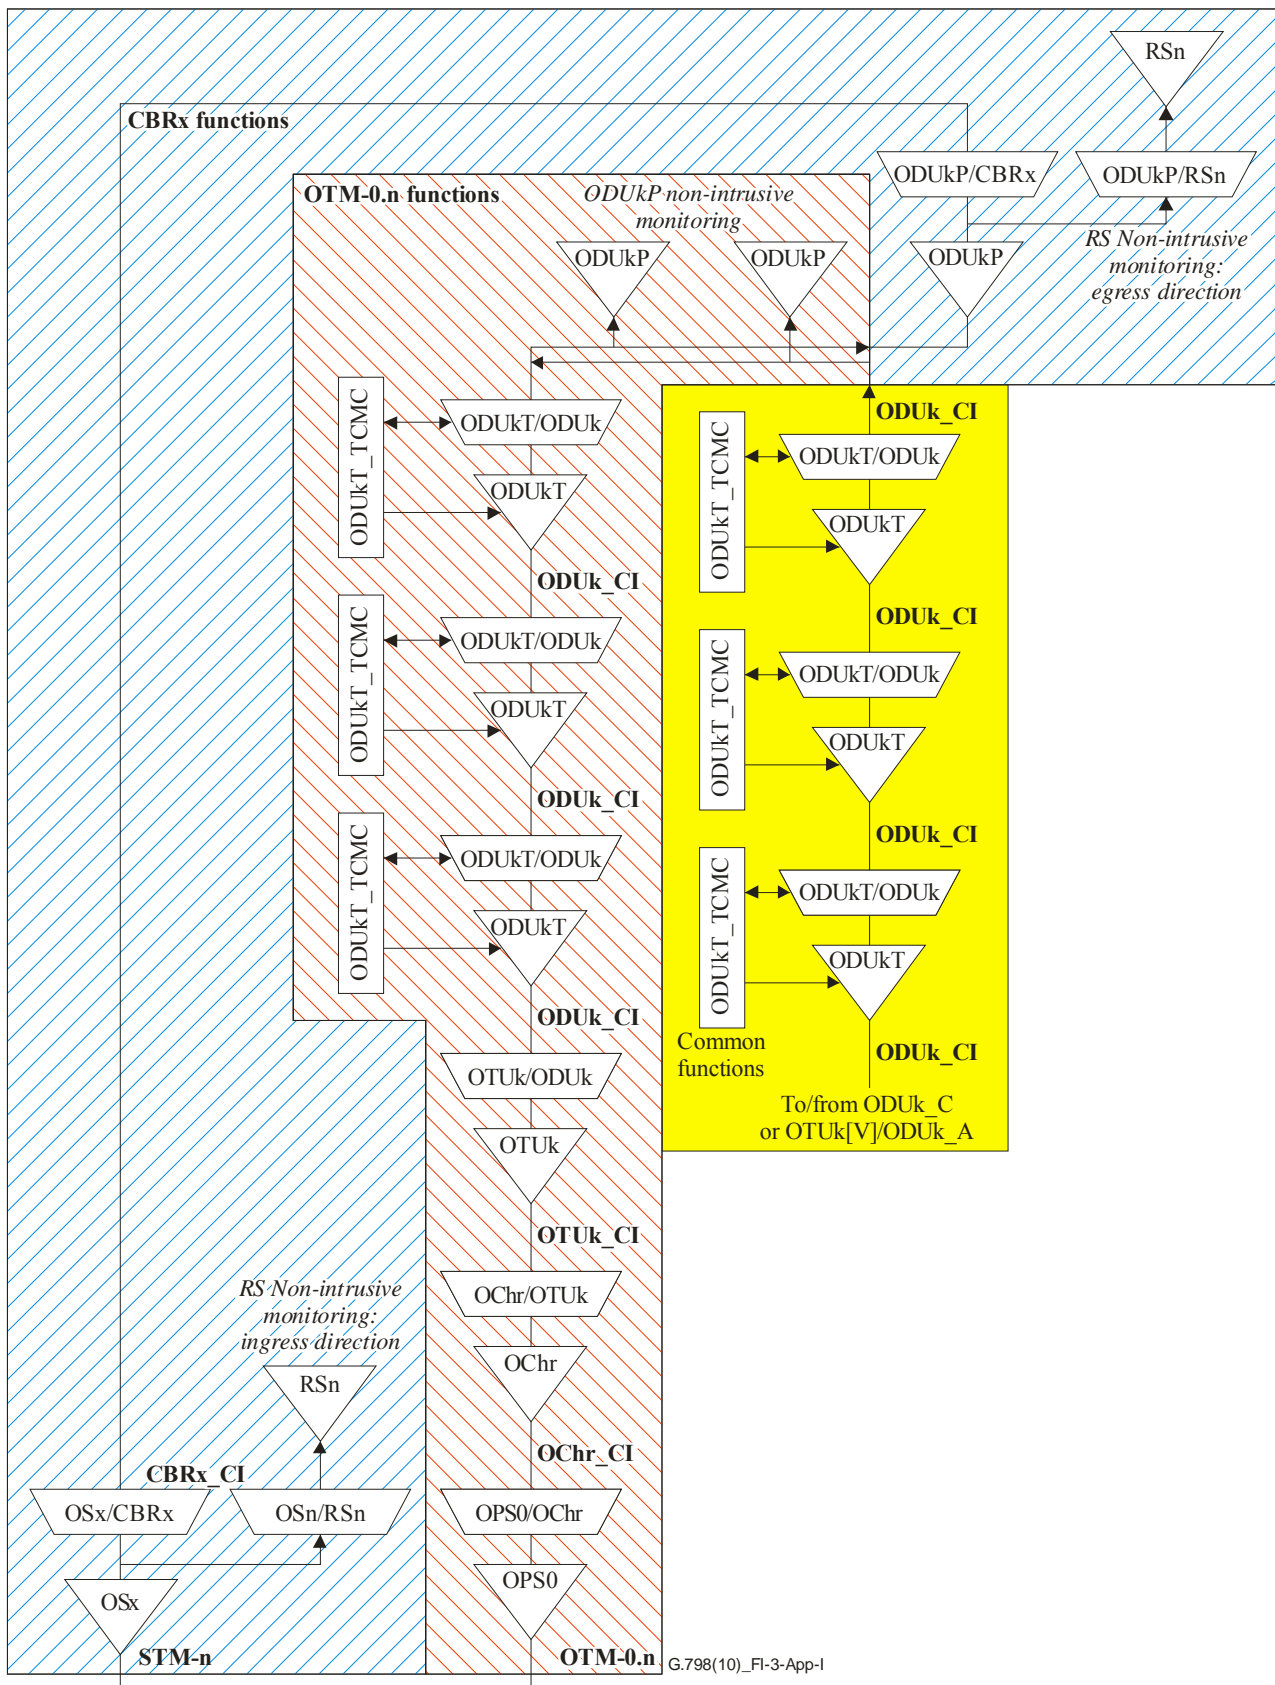 RSn
CBRx functions
ODUkP/CBRx
ODUkP/RSn
OTM-0.n functions
ODUkP non-intrusive
monitoring
ODUkP
ODUkP
ODUkP
RS Non-intrusive
monitoring:
egress direction
ODUkT_TCMC
ODUkT/ODUk
ODUkT
ODUk_CI
ODUkT_TCMC
ODUkT/ODUk
ODUkT
ODUk_CI
ODUkT_TCMC
ODUkT/ODUk
ODUkT
ODUk_CI
OTUk/ODUk
OTUk
OTUk_CI
OChr/OTUk
OChr
OChr_CI
OPS0/OChr
OPS0
OTM-0.n
ODUk_CI
ODUkT_TCMC
ODUkT/ODUk
ODUkT
ODUk_CI
ODUkT_TCMC
ODUkT/ODUk
ODUkT
ODUk_CI
ODUkT_TCMC
ODUkT/ODUk
ODUkT
ODUk_CI
Common
functions
To/from ODUk_C
or OTUk[V]/ODUk_A
RS Non-intrusive
monitoring:
ingress direction
RSn
CBRx_CI
OSx/CBRx
OSn/RSn
OSx
STM-n
G.798(10)_FI-3-App-I